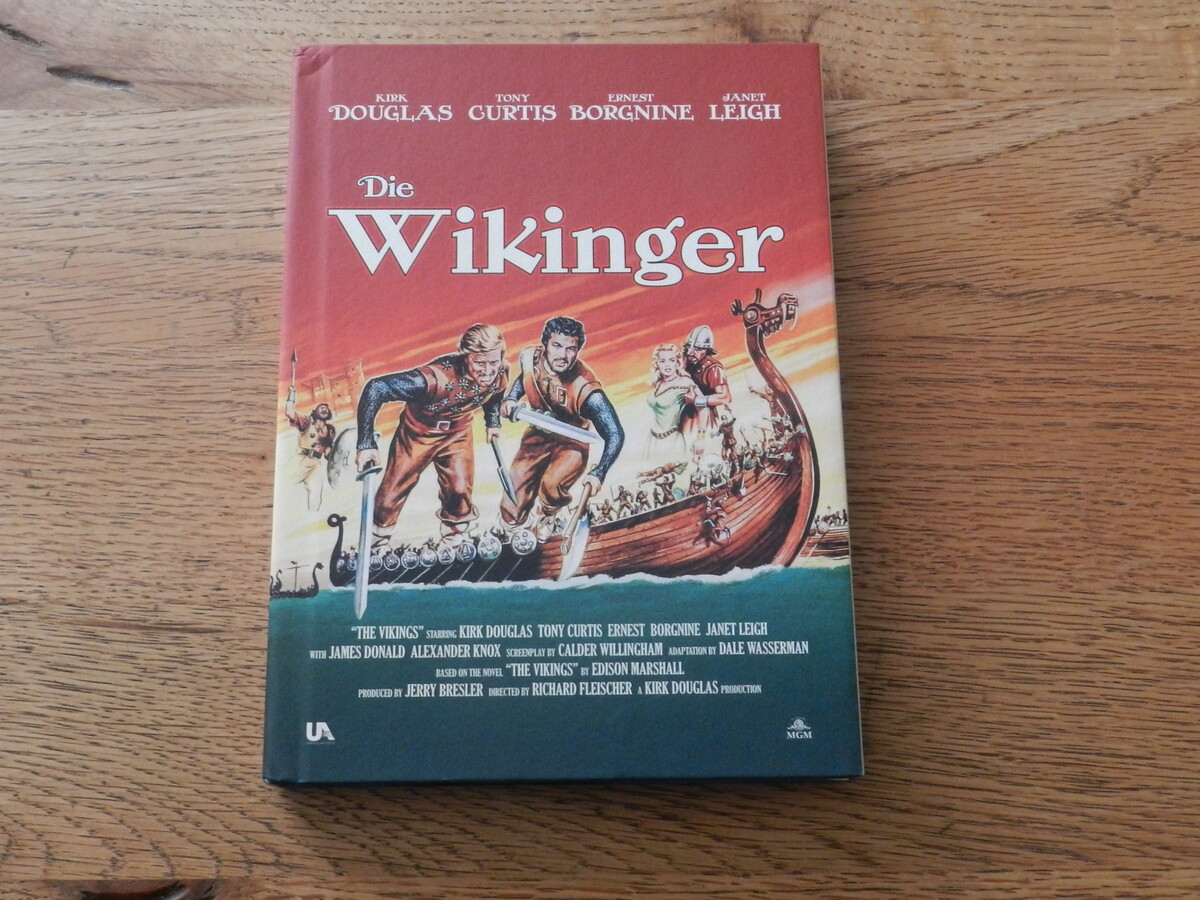 KIRK DOUGLAS TONY CURTIS ERNEST BORGNINE JANET LEIGH
Die
Wikinger
"THE VIKINGS" STARRING KIRK DOUGLAS TONY CURTIS ERNEST BORGNINE JANET LEIGH
WITH JAMES DONALD ALEXANDER KNOX SCREENPLAY BY CALDER WILLINGHAM ADAPTATION BY DALE WASSERMAN
BASED ON THE NOVEL "THE VIKINGS" BY EDISON MARSHALL
PRODUCED BY JERRY BRESLER DIRECTED BY RICHARD FLEISCHER A KIRK DOUGLAS PRODUCTION
UA
MGM